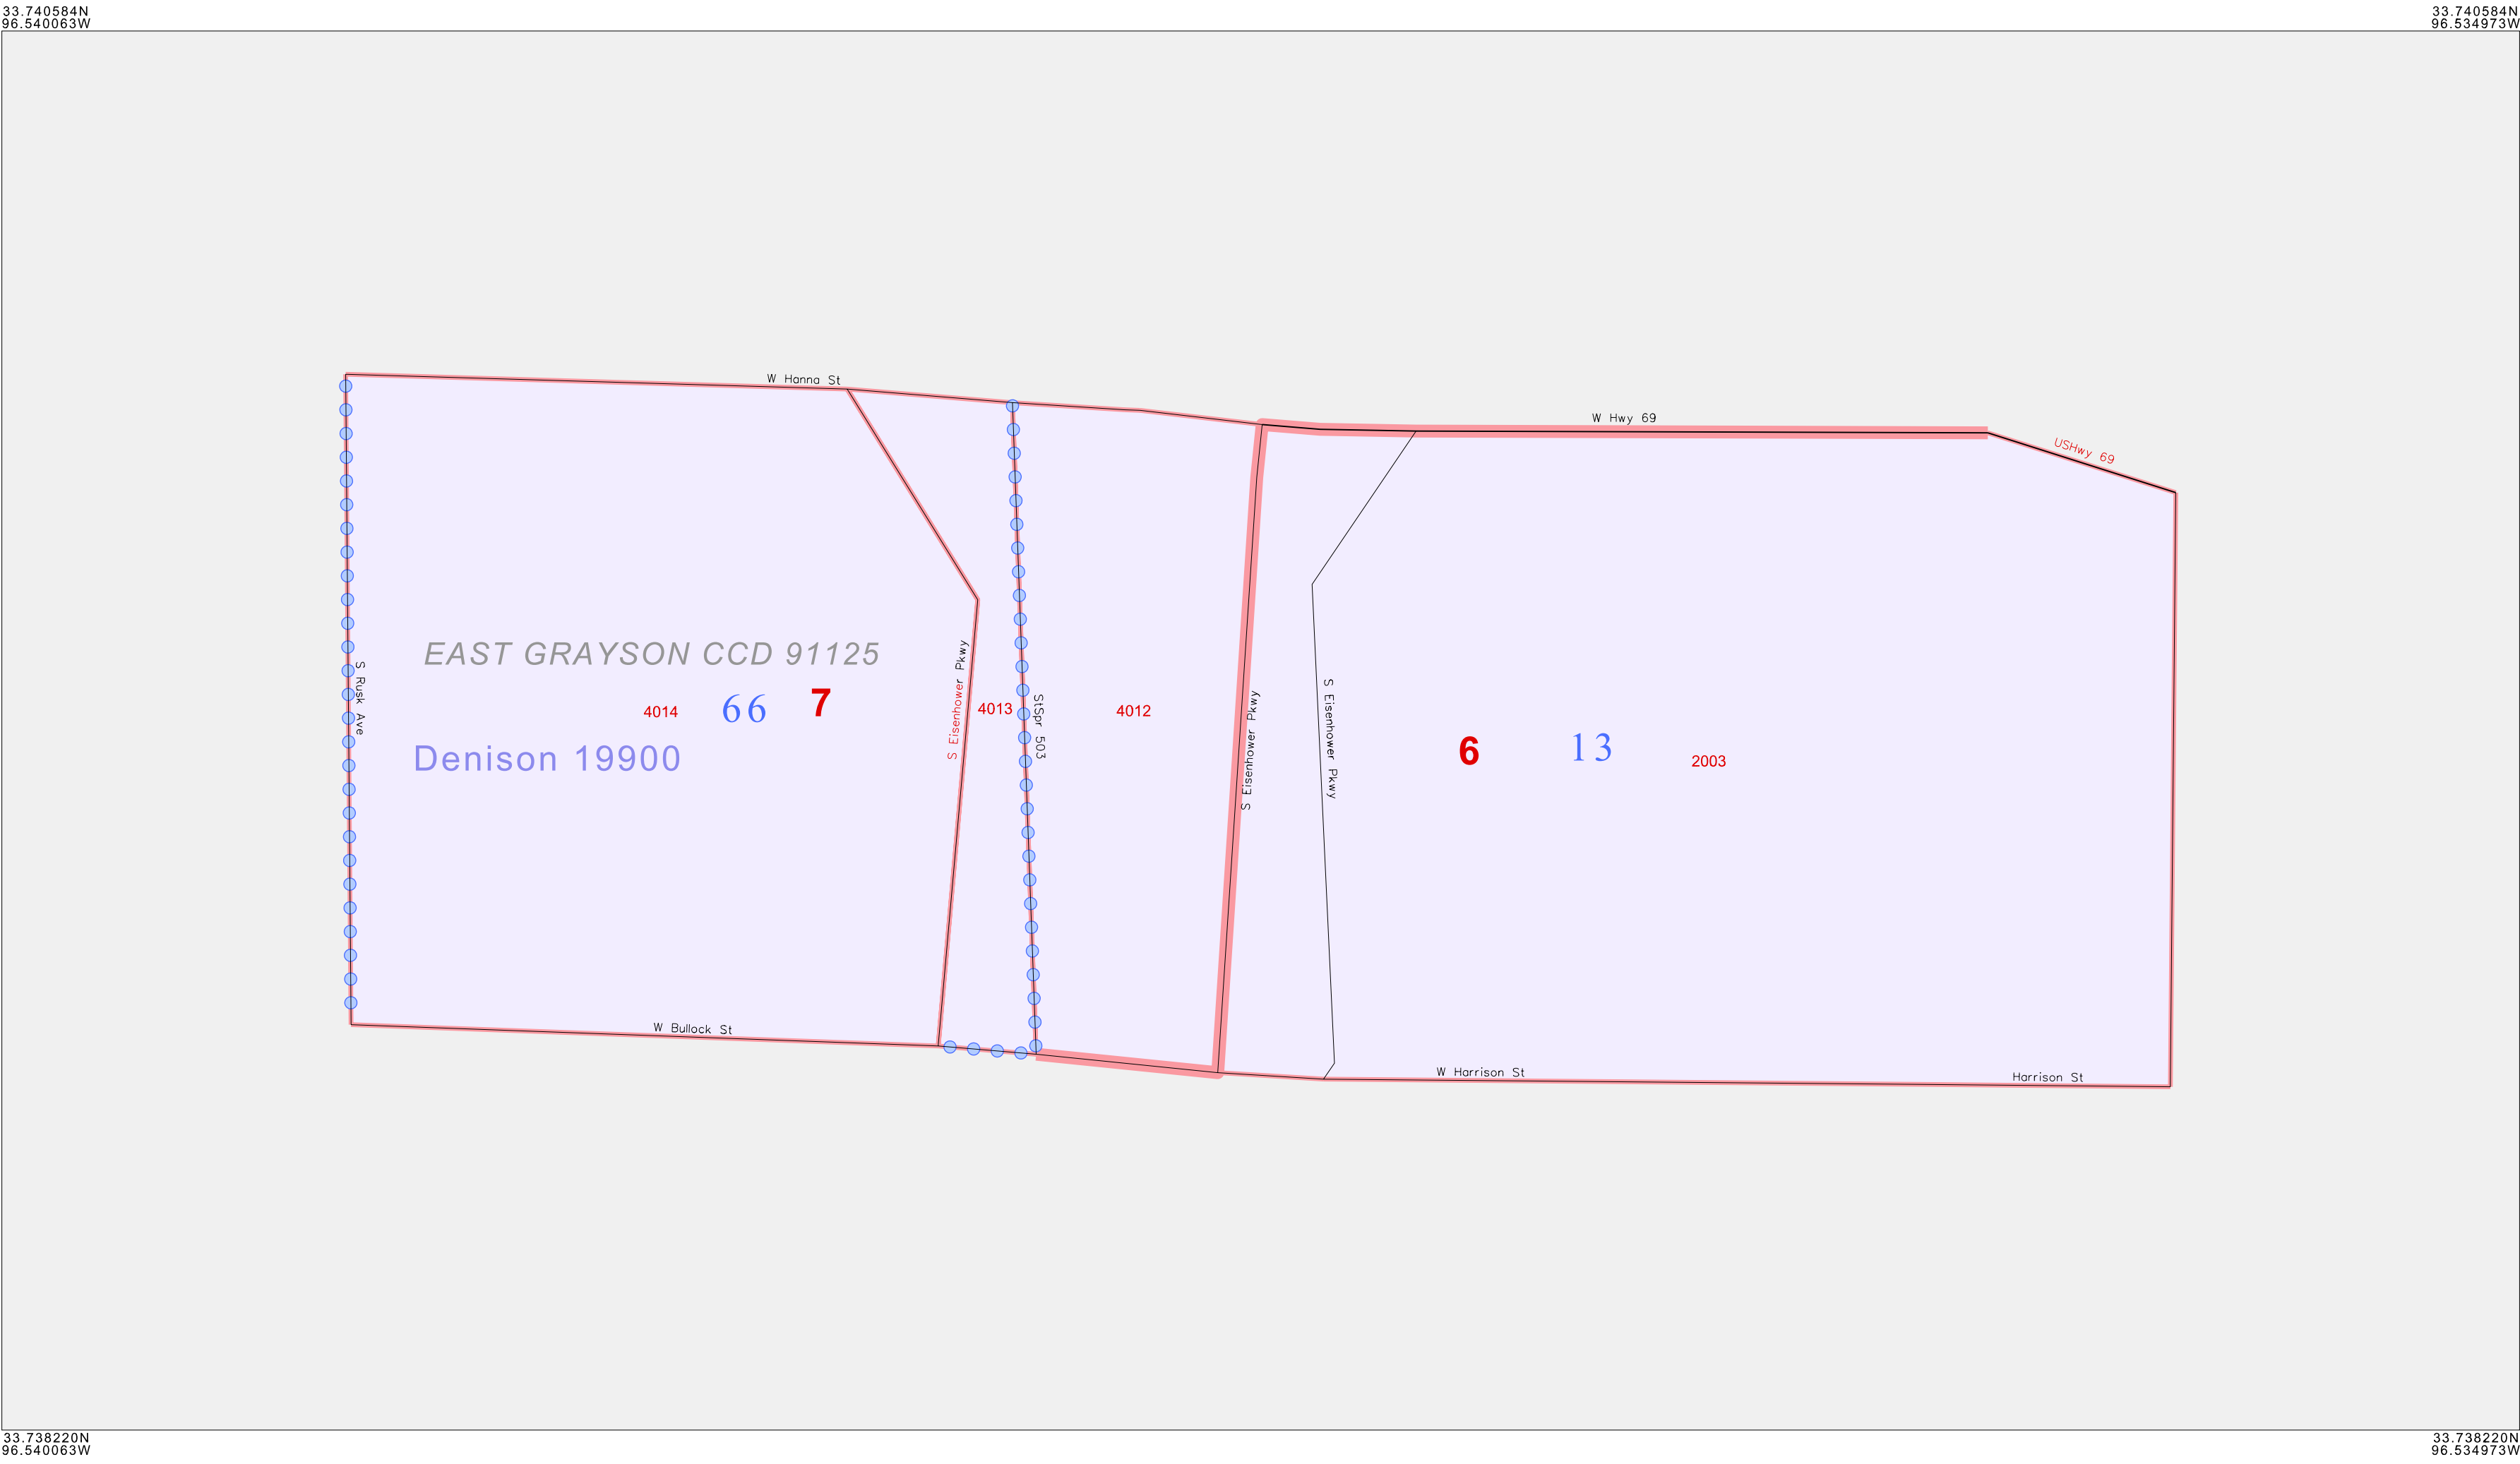 33.740584N
96.540063W
33.740584N
96.534973W
W Hanna St
W Hwy 69
USHwy 69
EAST GRAYSON CCD 91125
S Rusk Ave
4014
66
7
S Eisenhower Pkwy
4013
StSpr 503
4012
S Eisenhower Pkwy
S Eisenhower Pkwy
6
13
2003
Denison 19900
W Bullock St
W Harrison St
Harrison St
33.738220N
96.540063W
33.738220N
96.534973W